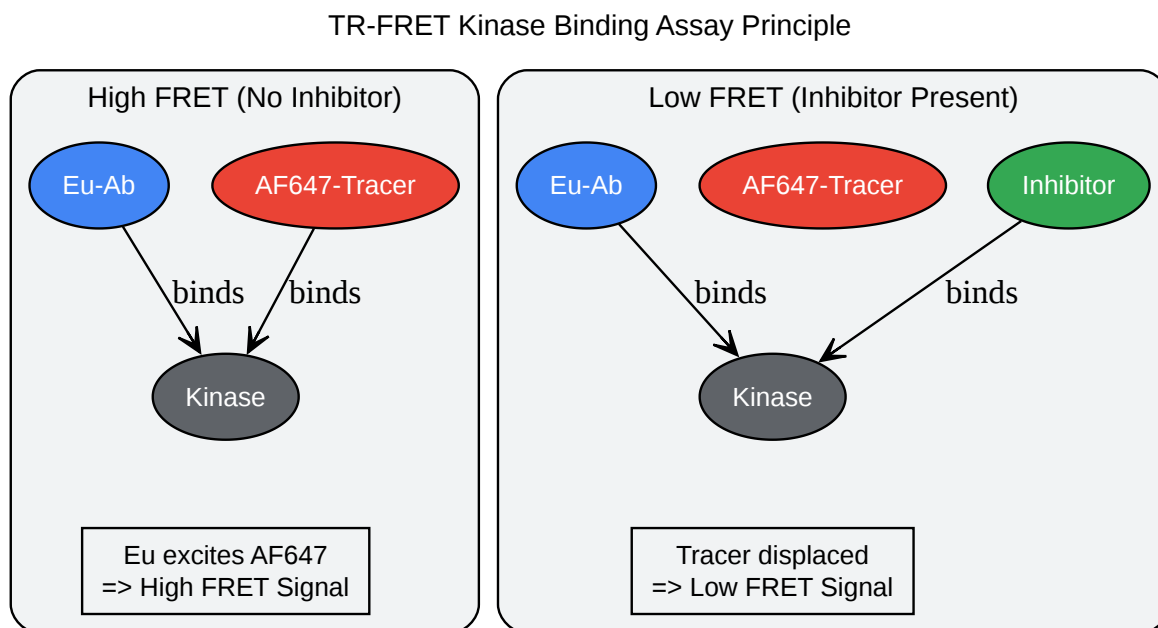 TR-FRET Kinase Binding Assay Principle
High FRET (No Inhibitor)
Eu-Ab
AF647-Tracer
binds
binds
Kinase
Eu excites AF647
=> High FRET Signal
Low FRET (Inhibitor Present)
Eu-Ab
AF647-Tracer
Inhibitor
binds
binds
Kinase
Tracer displaced
=> Low FRET Signal